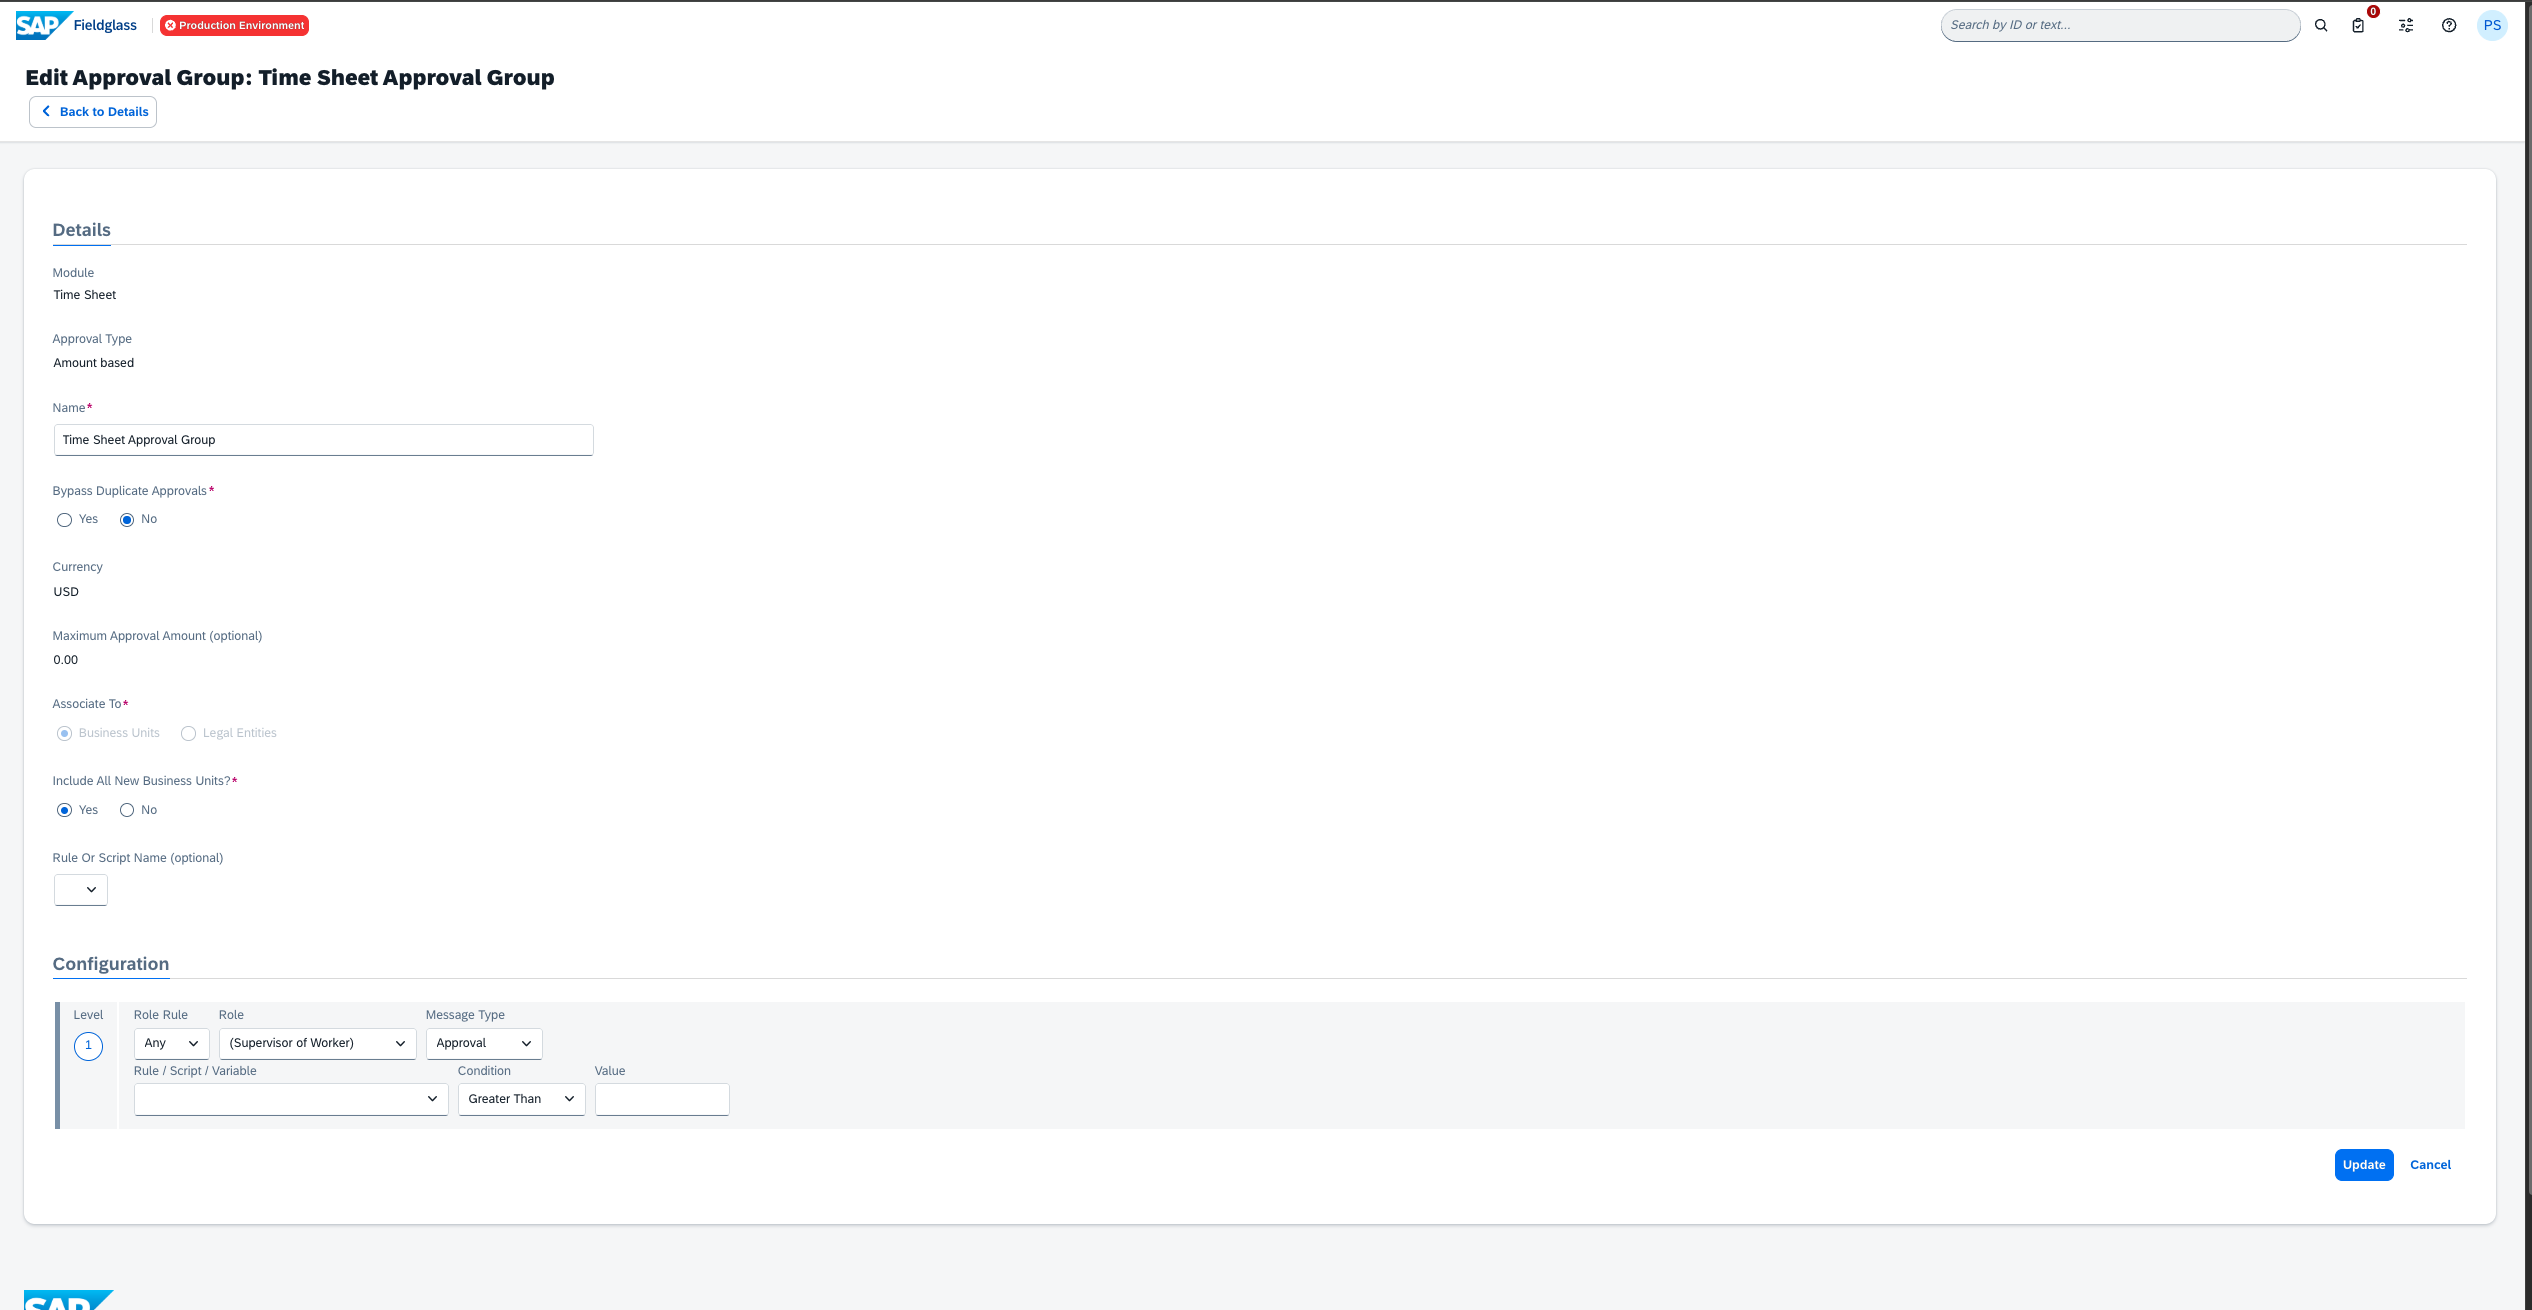 SAP Fieldglass Production Environment Search by ID or text... 0 PS
Edit Approval Group: Time Sheet Approval Group
Back to Details
Details
Module
Time Sheet
Approval Type
Amount based
Name*
Time Sheet Approval Group
Bypass Duplicate Approvals*
Yes No
Currency
USD
Maximum Approval Amount (optional)
0.00
Associate To*
Business Units Legal Entities
Include All New Business Units?*
Yes No
Rule Or Script Name (optional)
Configuration
Level Role Rule Role Message Type
1 Any (Supervisor of Worker) Approval
Rule / Script / Variable Condition Value
Greater Than
Update Cancel
SAP